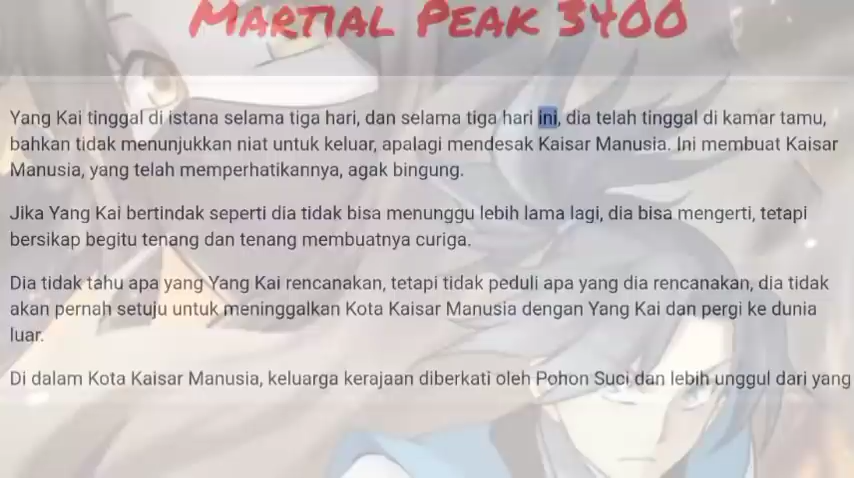 MARTIAL PEAK 3400
Yang Kai tinggal di istana selama tiga hari, dan selama tiga hari ini, dia telah tinggal di kamar tamu,
bahkan tidak menunjukkan niat untuk keluar, apalagi mendesak Kaisar Manusia. Ini membuat Kaisar
Manusia, yang telah memperhatikannya, agak bingung.
Jika Yang Kai bertindak seperti dia tidak bisa menunggu lebih lama lagi, dia bisa mengerti, tetapi
bersikap begitu tenang dan tenang membuatnya curiga.
Dia tidak tahu apa yang Yang Kai rencanakan, tetapi tidak peduli apa yang dia rencanakan, dia tidak
akan pernah setuju untuk meninggalkan Kota Kaisar Manusia dengan Yang Kai dan pergi ke dunia
luar.
Di dalam Kota Kaisar Manusia, keluarga kerajaan diberkati oleh Pohon Suci dan lebih unggul dari yang